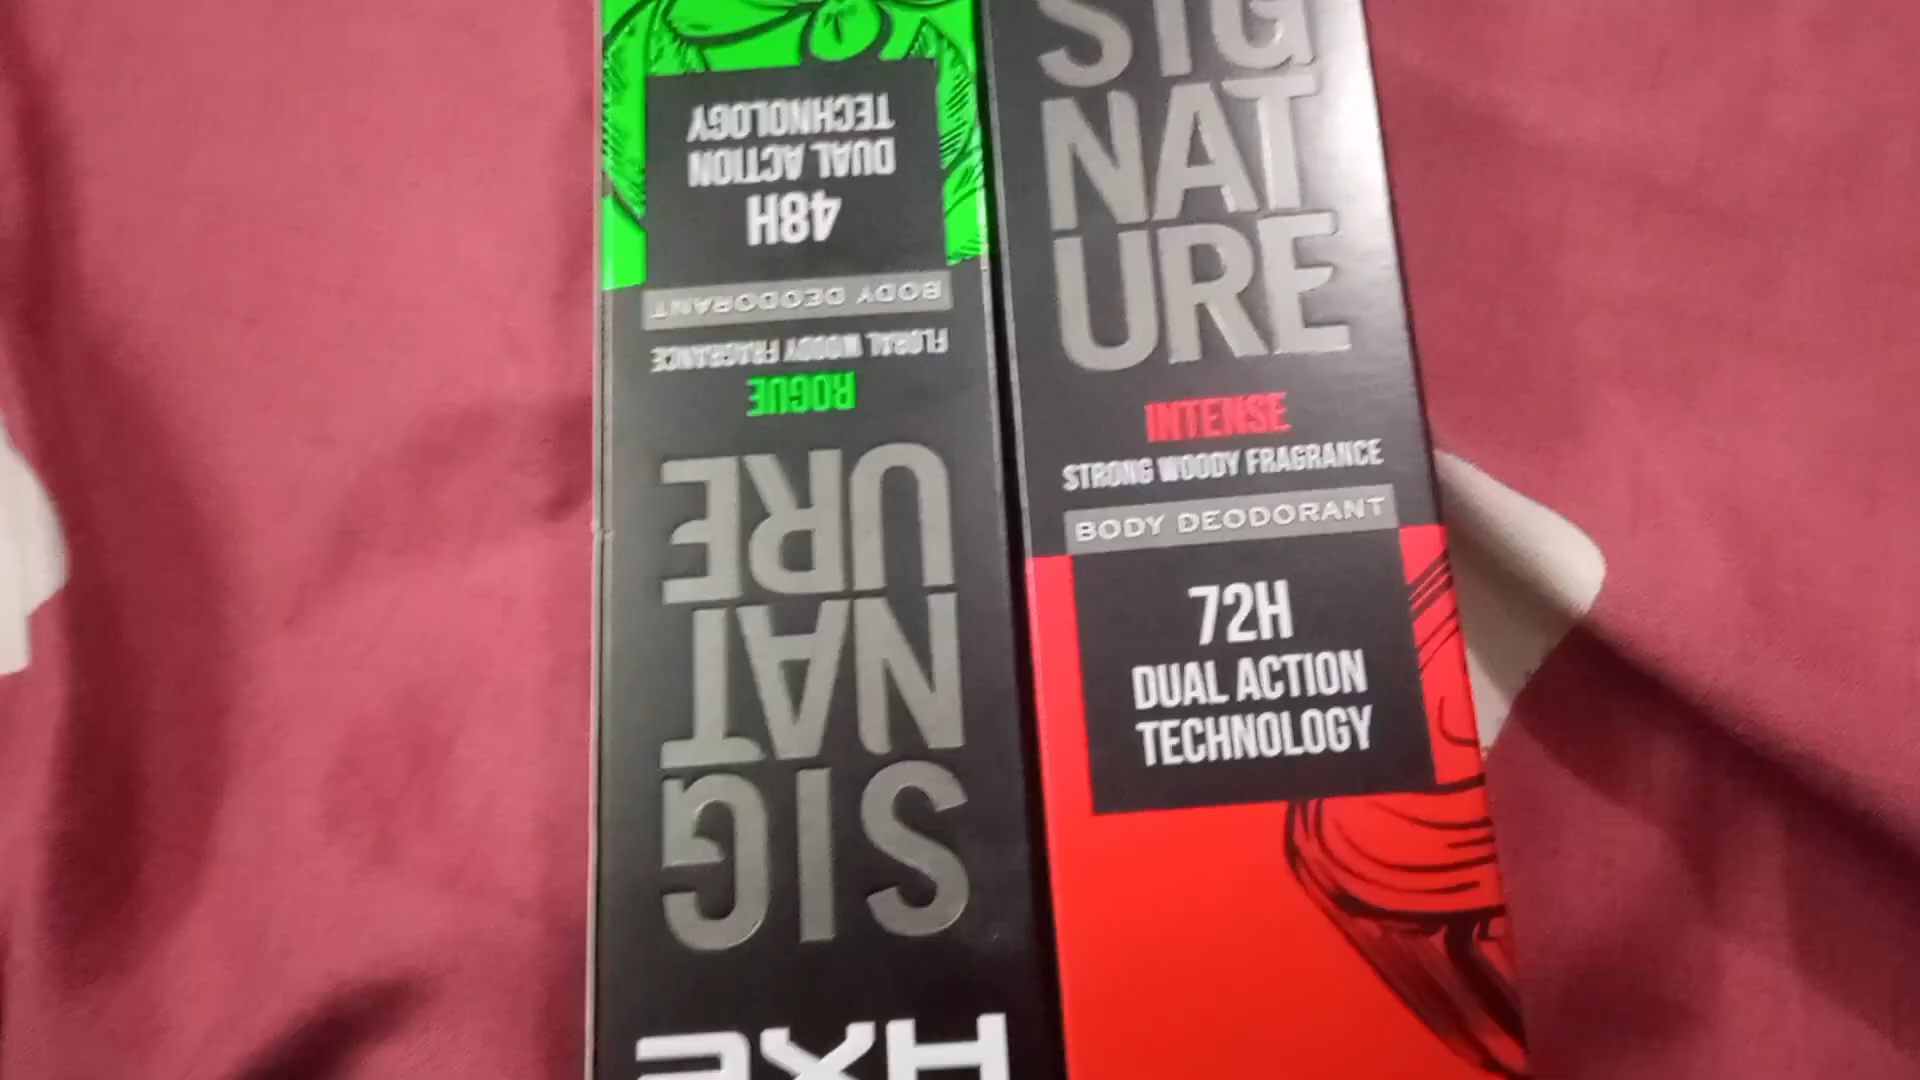 AXE
SIG
NAT
URE
ROGUE
FLORAL WOODY FRAGRANCE
BODY DEODORANT
48H
DUAL ACTION
TECHNOLOGY
SIG
NAT
URE
INTENSE
STRONG WOODY FRAGRANCE
BODY DEODORANT
72H
DUAL ACTION
TECHNOLOGY